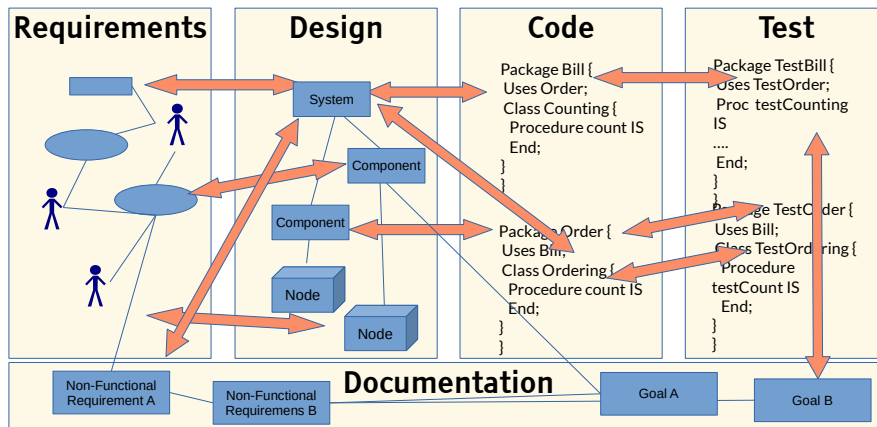 Requirements
Design
Code
Test
System
Component
Component
Node
Node
Package Bill {
Uses Order;
Class Counting {
Procedure count IS
End;
}
}
Package Order {
Uses Bill;
Class Ordering{
Procedure count IS
End;
}
}
Package TestBill{
Uses TestOrder;
Proc testCounting
IS
....
End;
}
}
Package TestOrder {
Uses Bill;
Class TestOrdering {
Procedure
testCount IS
End;
}
}
Documentation
Non-Functional
Requirement A
Non-Functional
Requiremens B
Goal A
Goal B